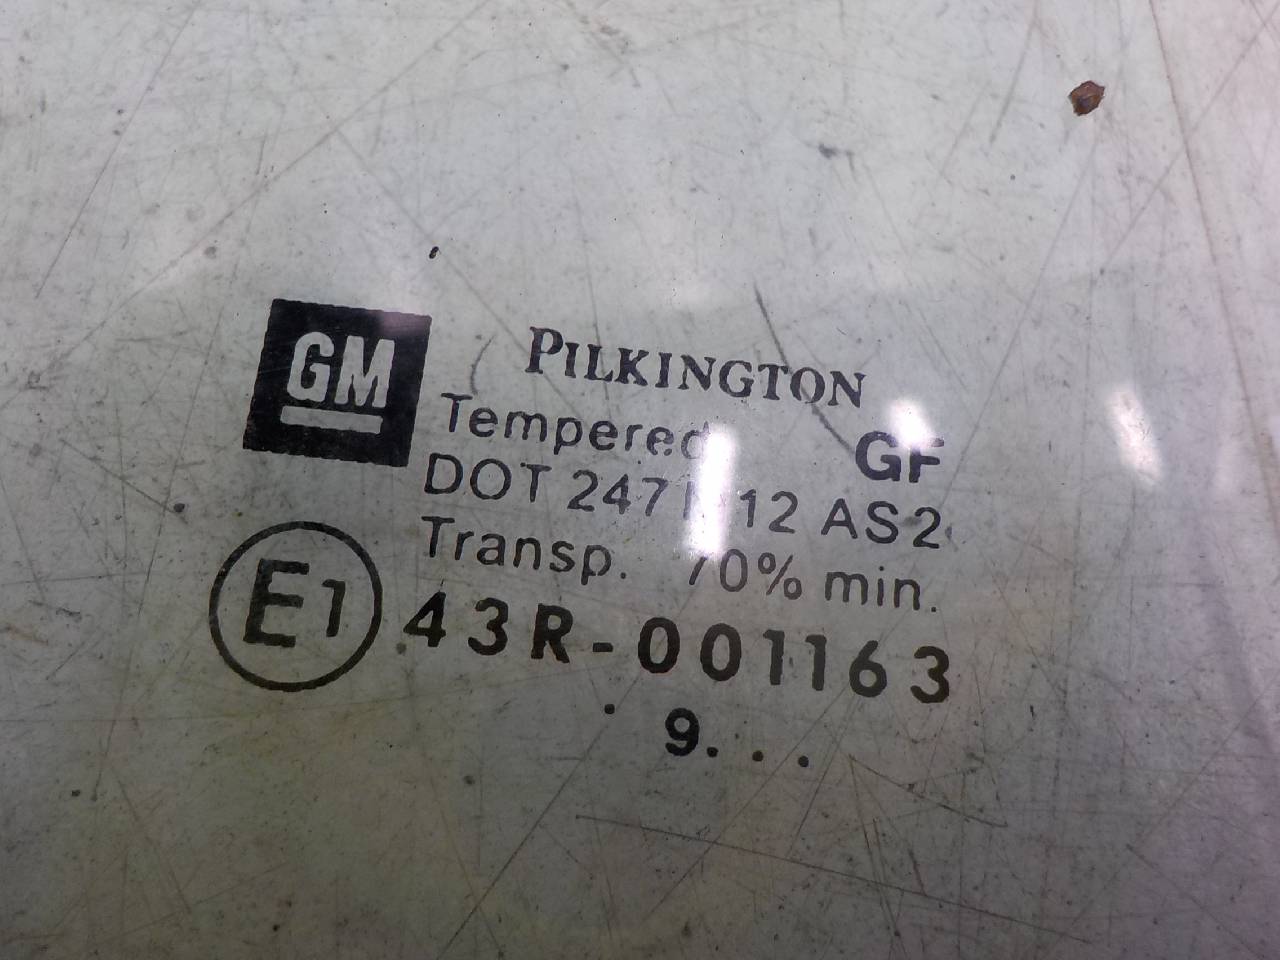 GM
PILKINGTON
Tempered GF
DOT 247 12 AS2
Transp. 70% min.
E1 43R-001163
. 9...